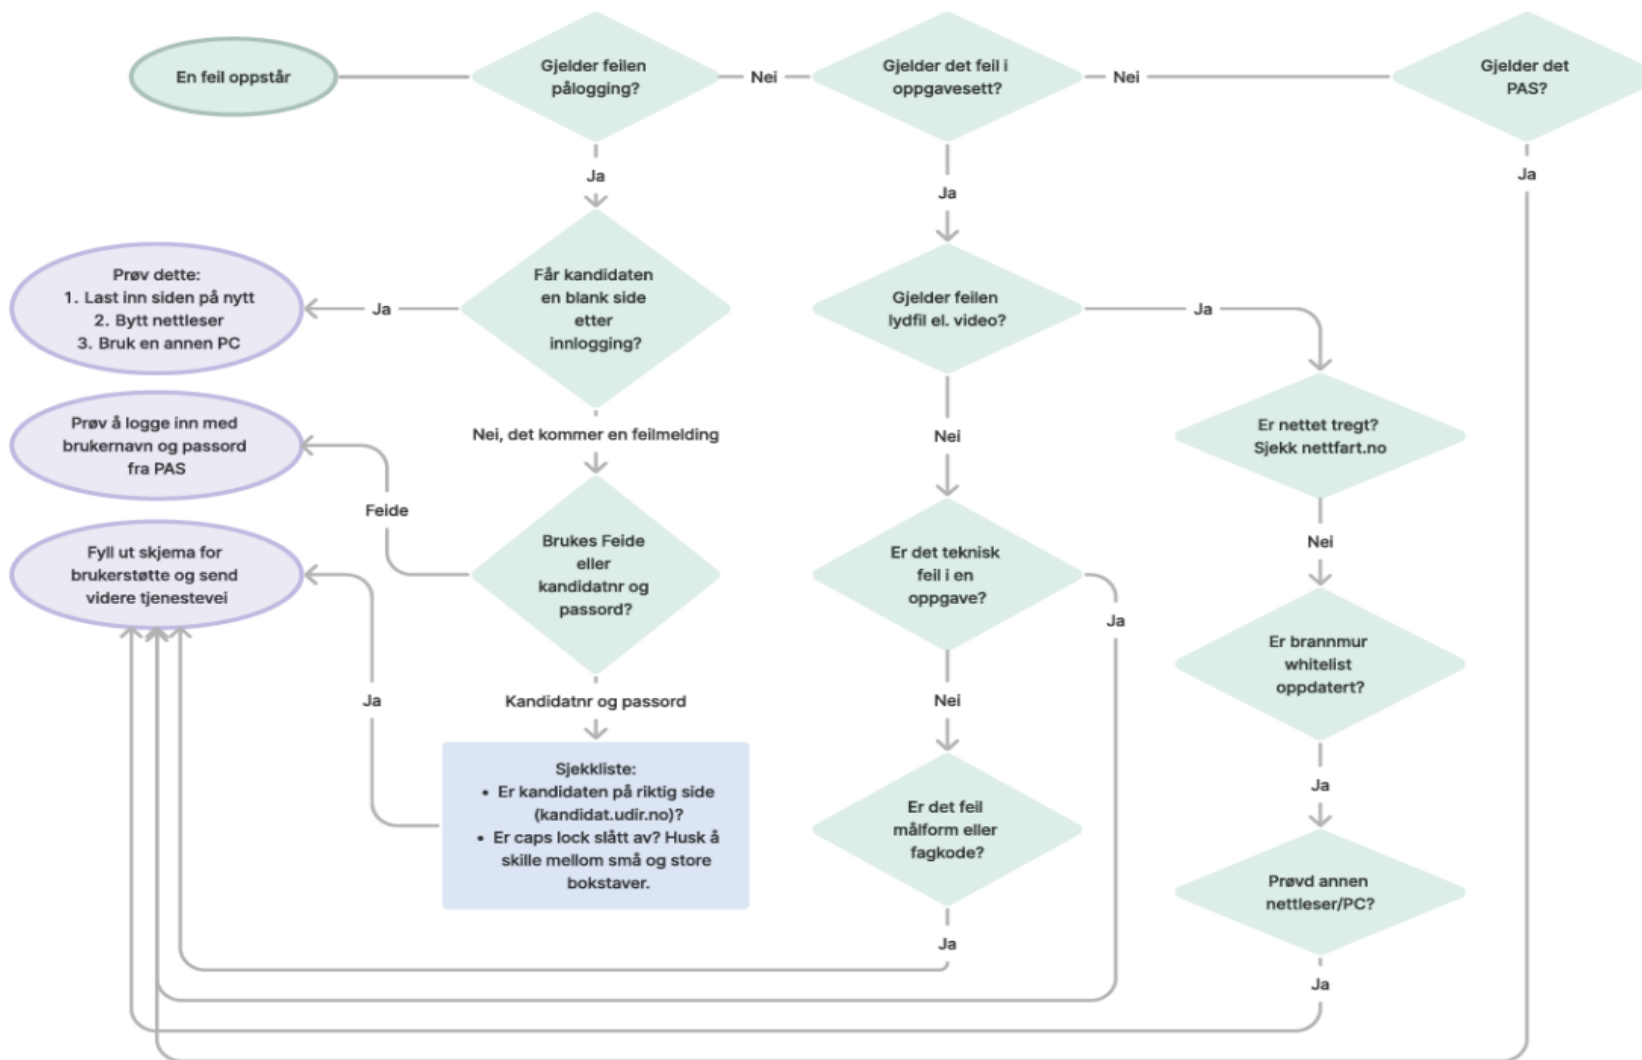 En feil oppstår
Gjelder feilen
pålogging?
Nei
Gjelder det feil i
oppgavesett?
Nei
Gjelder det
PAS?
Ja
Ja
Ja
Prøv dette:
1. Last inn siden på nytt
2. Bytt nettleser
3. Bruk en annen PC
Ja
Får kandidaten
en blank side
etter
innlogging?
Gjelder feilen
lydfil el. video?
Ja
Nei, det kommer en feilmelding
Nei
Prøv å logge inn med
brukernavn og passord
fra PAS
Er nettet tregt?
Sjekk nettfart.no
Feide
Nei
Fyll ut skjema for
brukerstøtte og send
videre tjenestevei
Brukes Feide
eller
kandidatnr og
passord?
Er det teknisk
feil i en
oppgave?
Ja
Er brannmur
whitelist
oppdatert?
Ja
Kandidatnr og passord
Nei
Ja
Sjekkliste:
• Er kandidaten på riktig side
(kandidat.udir.no)?
• Er caps lock slått av? Husk å
skille mellom små og store
bokstaver.
Er det feil
målform eller
fagkode?
Prøvd annen
nettleser/PC?
Ja
Ja